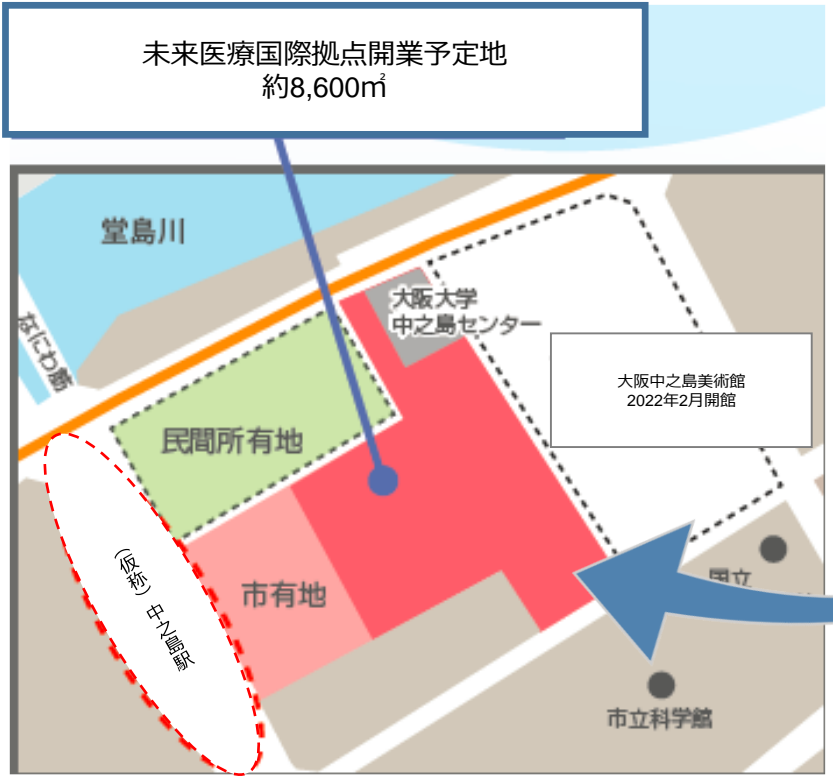 未来医療国際拠点開業予定地
約8,600㎡
堂島川
なにわ筋
大阪大学
中之島センター
大阪中之島美術館
2022年2月開館
民間所有地
市有地
（仮称）中之島駅
国立
市立科学館